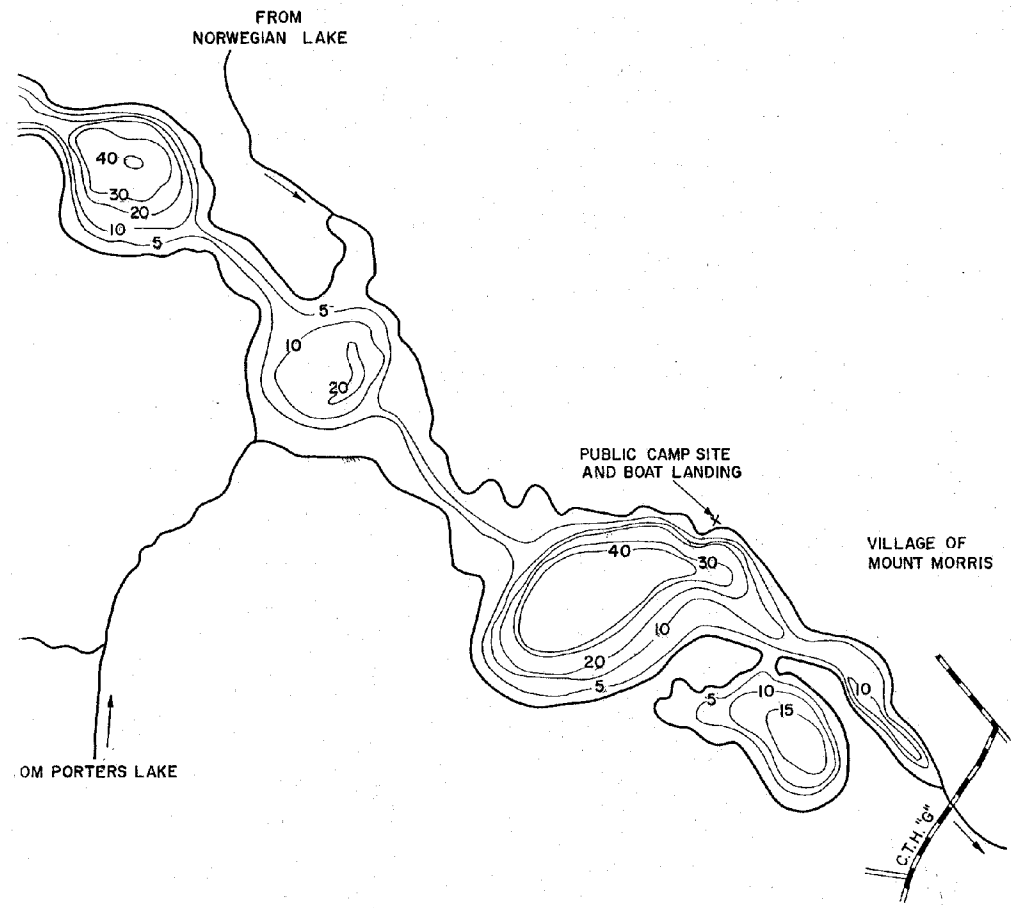 FROM
NORWEGIAN LAKE
40
30
20
10
5
5
10
20
PUBLIC CAMP SITE
AND BOAT LANDING
VILLAGE OF
MOUNT MORRIS
40
30
10
20
5
10
5
10
15
OM PORTERS LAKE
C.T.H. "G"